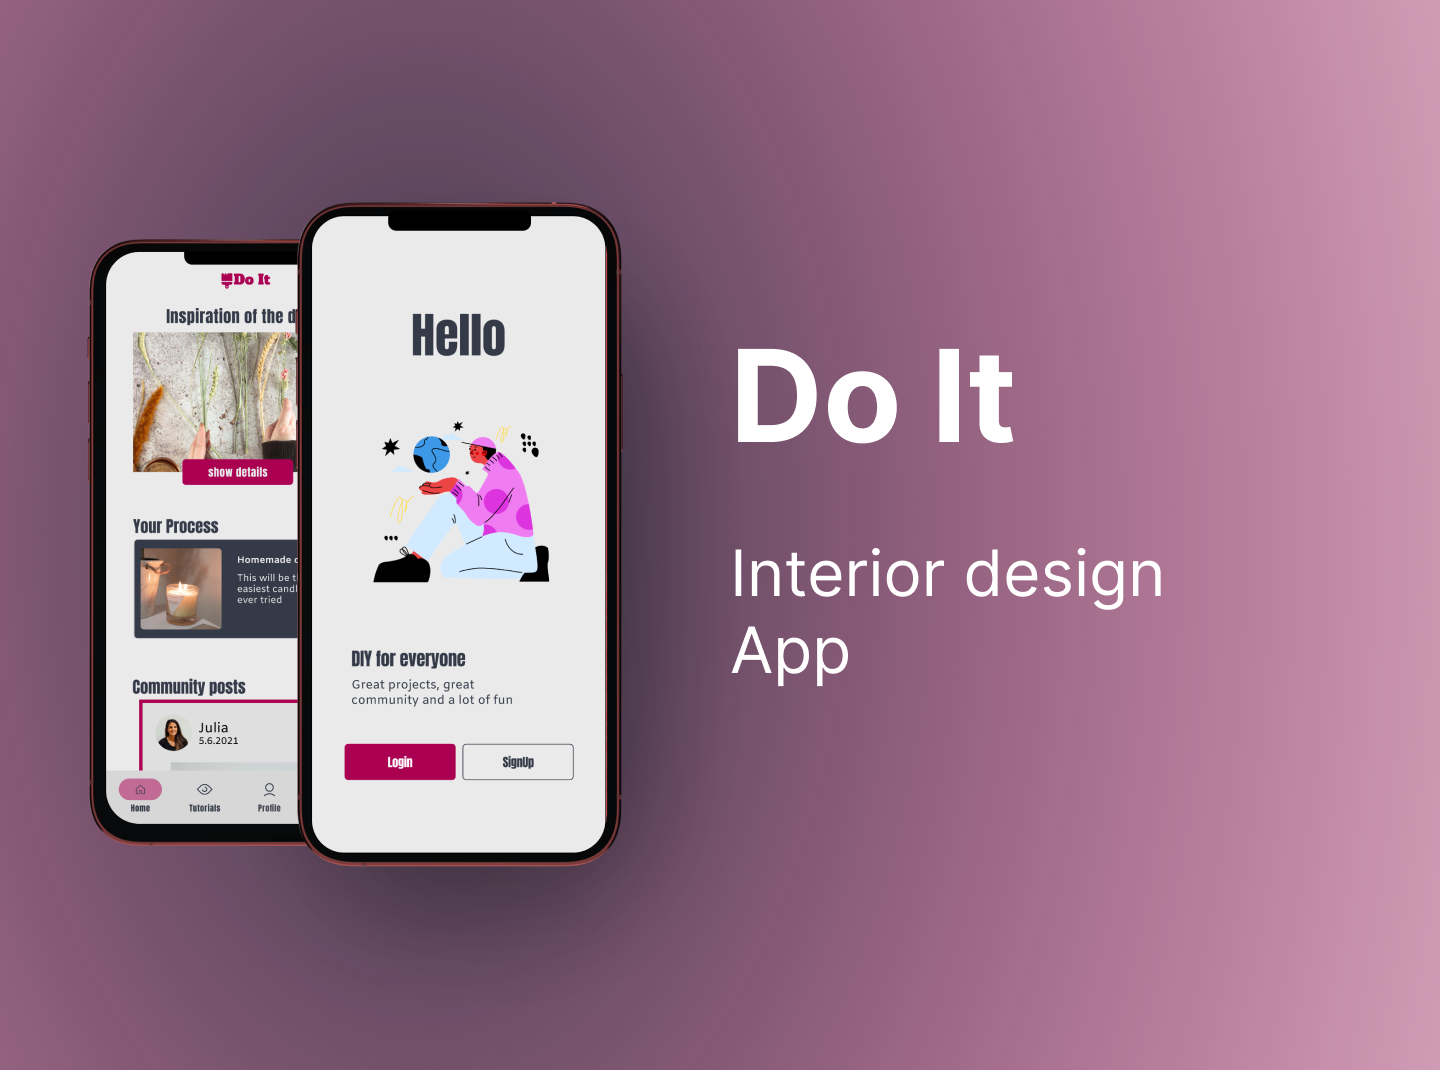 Do It
Inspiration of the d
show details
Your Process
Homemade c
This will be t
easiest candl
ever tried
Community posts
Julia
5.6.2021
Home
Tutorials
Profile
Hello
DIY for everyone
Great projects, great
community and a lot of fun
Login
SignUp
Do It
Interior design
App